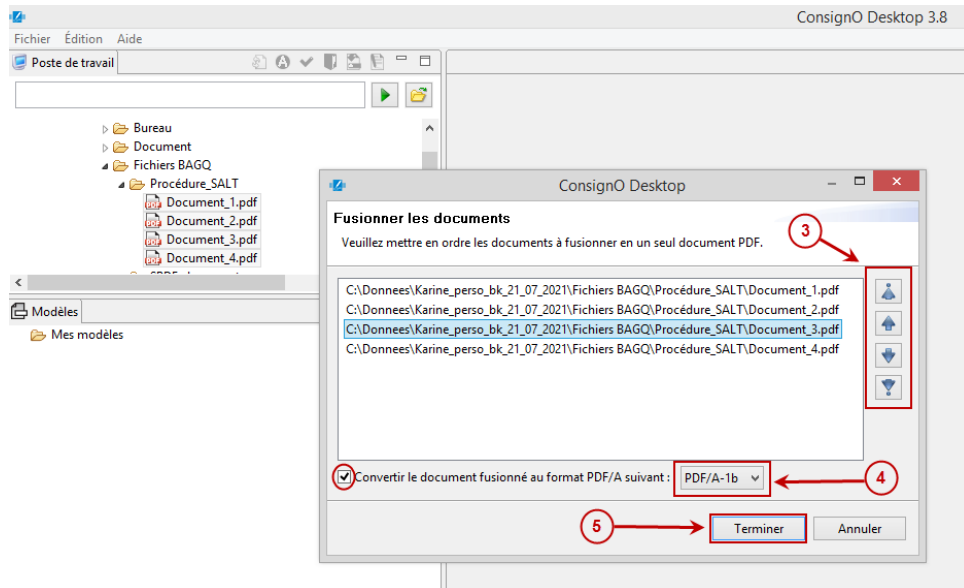 ConsignO Desktop 3.8
Fichier Édition Aide
Poste de travail
Bureau
Document
Fichiers BAGQ
Procédure_SALT
Document_1.pdf
Document_2.pdf
Document_3.pdf
Document_4.pdf
Modèles
Mes modèles
ConsignO Desktop
Fusionner les documents
Veuillez mettre en ordre les documents à fusionner en un seul document PDF.
3
C:\Donnees\Karine_perso_bk_21_07_2021\Fichiers BAGQ\Procédure_SALT\Document_1.pdf
C:\Donnees\Karine_perso_bk_21_07_2021\Fichiers BAGQ\Procédure_SALT\Document_2.pdf
C:\Donnees\Karine_perso_bk_21_07_2021\Fichiers BAGQ\Procédure_SALT\Document_3.pdf
C:\Donnees\Karine_perso_bk_21_07_2021\Fichiers BAGQ\Procédure_SALT\Document_4.pdf
Convertir le document fusionné au format PDF/A suivant : PDF/A-1b 4
5 Terminer Annuler